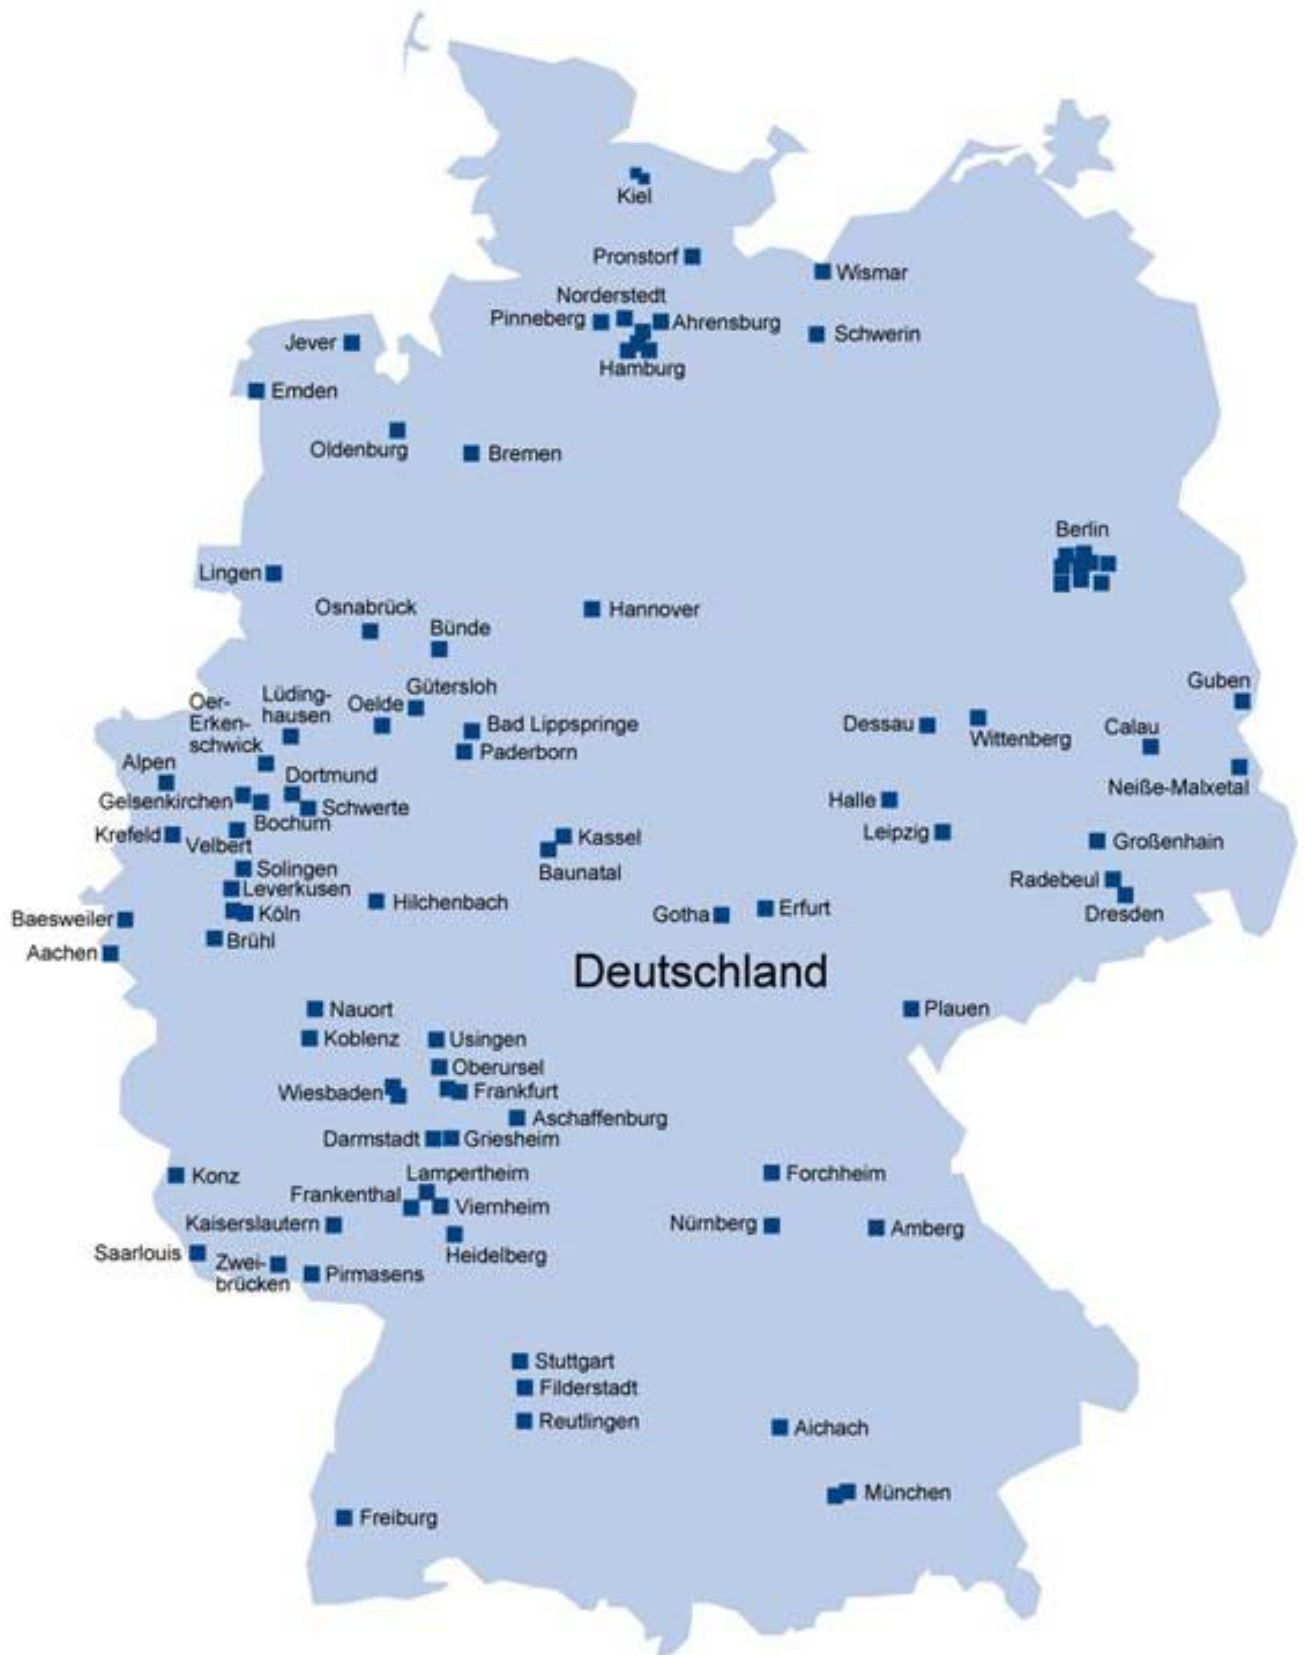 Kiel
Pronstorf
Wismar
Norderstedt
Pinneberg
Ahrensburg
Schwerin
Jever
Hamburg
Emden
Oldenburg
Bremen
Berlin
Lingen
Osnabrück
Hannover
Bünde
Guben
Gütersloh
Lüding-
hausen
Oelde
Oer-
Erken-
schwick
Bad Lippspringe
Dessau
Wittenberg
Calau
Paderborn
Alpen
Dortmund
Neiße-Malxetal
Gelsenkirchen
Schwerte
Halle
Bochum
Krefeld
Velbert
Kassel
Leipzig
Großenhain
Baunatal
Solingen
Leverkusen
Radebeul
Hilchenbach
Köln
Baesweiler
Gotha
Erfurt
Dresden
Brühl
Aachen
Deutschland
Nauort
Plauen
Koblenz
Usingen
Oberursel
Wiesbaden
Frankfurt
Aschaffenburg
Darmstadt
Griesheim
Lampertheim
Konz
Forchheim
Frankenthal
Viernheim
Kaiserslautern
Nürnberg
Amberg
Saarlouis
Heidelberg
Zwei-
brücken
Pirmasens
Stuttgart
Filderstadt
Reutlingen
Aichach
München
Freiburg